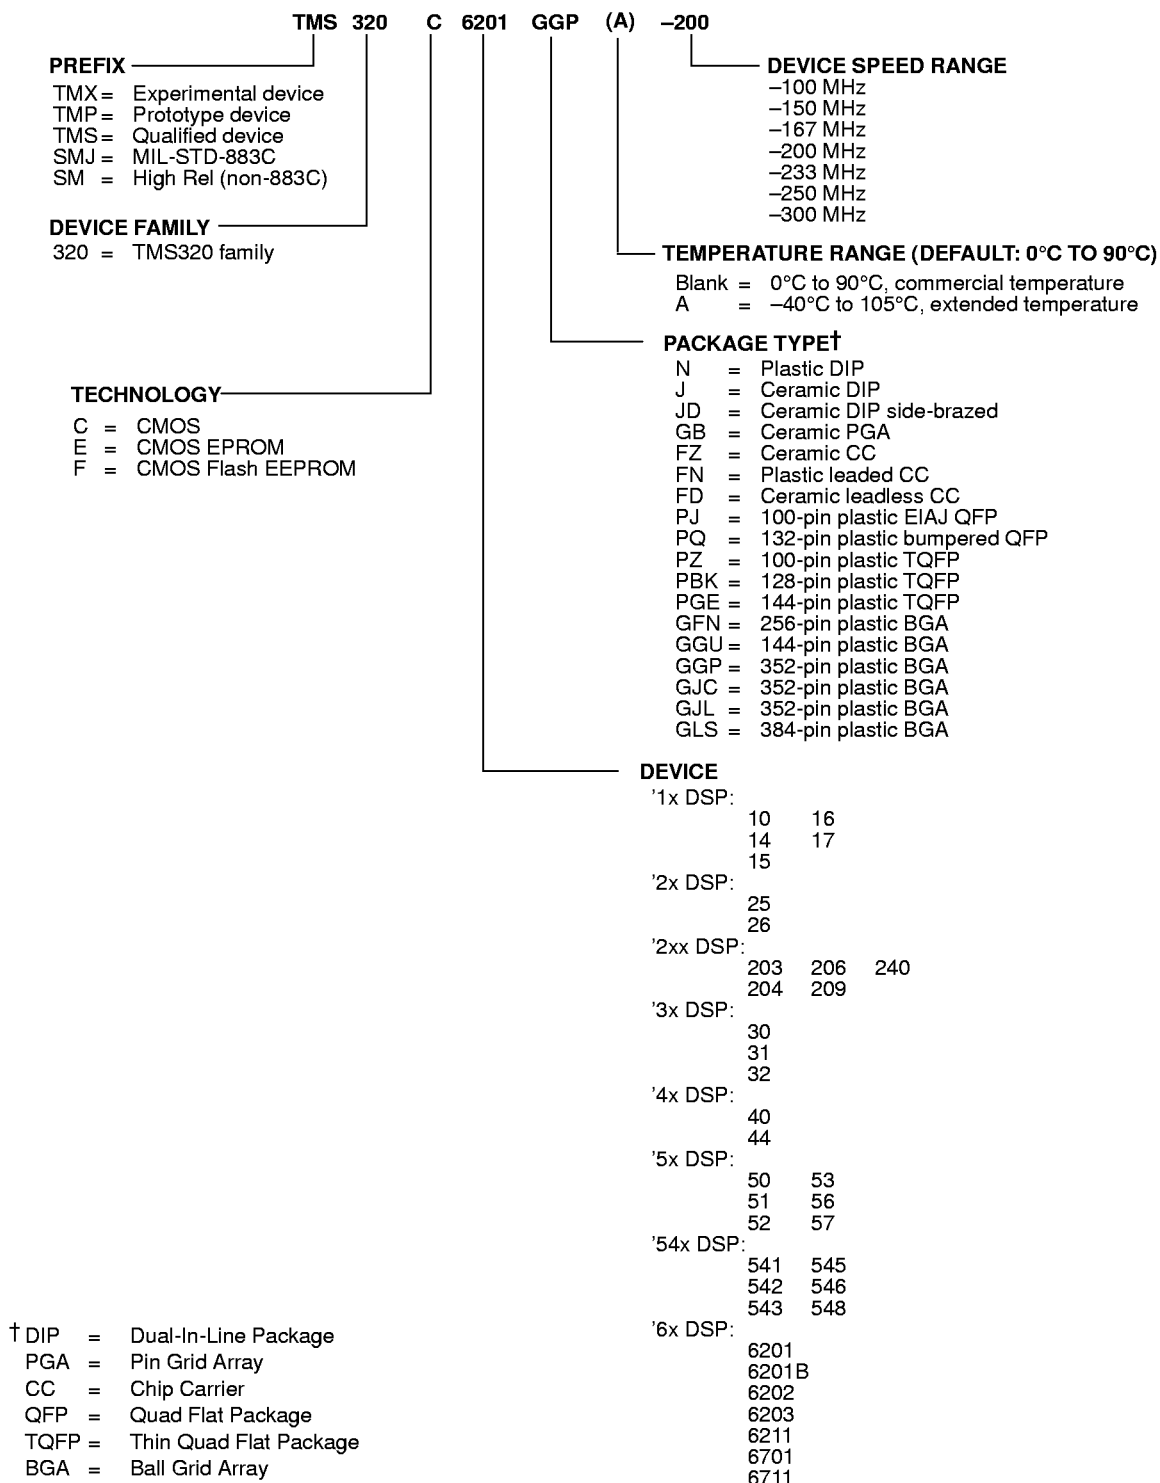 TMS 320 C 6201 GGP (A) –200
PREFIX
TMX = Experimental device
TMP = Prototype device
TMS = Qualified device
SMJ = MIL-STD-883C
SM = High Rel (non-883C)
DEVICE SPEED RANGE
–100 MHz
–150 MHz
–167 MHz
–200 MHz
–233 MHz
–250 MHz
–300 MHz
DEVICE FAMILY
320 = TMS320 family
TEMPERATURE RANGE (DEFAULT: 0°C TO 90°C)
Blank = 0°C to 90°C, commercial temperature
A = –40°C to 105°C, extended temperature
PACKAGE TYPE†
N = Plastic DIP
J = Ceramic DIP
JD = Ceramic DIP side-brazed
GB = Ceramic PGA
FZ = Ceramic CC
FN = Plastic leaded CC
FD = Ceramic leadless CC
PJ = 100-pin plastic EIAJ QFP
PQ = 132-pin plastic bumpered QFP
PZ = 100-pin plastic TQFP
PBK = 128-pin plastic TQFP
PGE = 144-pin plastic TQFP
GFN = 256-pin plastic BGA
GGU = 144-pin plastic BGA
GGP = 352-pin plastic BGA
GJC = 352-pin plastic BGA
GJL = 352-pin plastic BGA
GLS = 384-pin plastic BGA
TECHNOLOGY
C = CMOS
E = CMOS EPROM
F = CMOS Flash EEPROM
DEVICE
'1x DSP:
10 16
14 17
15
'2x DSP:
25
26
'2xx DSP:
203 206 240
204 209
'3x DSP:
30
31
32
'4x DSP:
40
44
'5x DSP:
50 53
51 56
52 57
'54x DSP:
541 545
542 546
543 548
'6x DSP:
6201
6201B
6202
6203
6211
6701
6711
† DIP = Dual-In-Line Package
PGA = Pin Grid Array
CC = Chip Carrier
QFP = Quad Flat Package
TQFP = Thin Quad Flat Package
BGA = Ball Grid Array